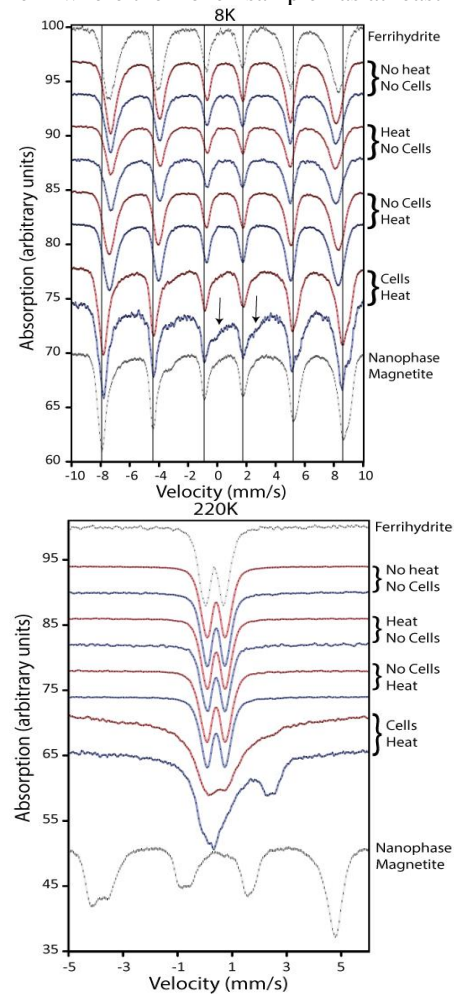 8K
100
95
90
85
80
75
70
65
60
Absorption (arbitrary units)
Ferrihydrite
No heat
No Cells
Heat
No Cells
No Cells
Heat
Cells
Heat
Nanophase
Magnetite
-10 -8 -6 -4 -2 0 2 4 6 8 10
Velocity (mm/s)
220K
95
85
75
65
55
45
35
Absorption (arbitrary units)
Ferrihydrite
No heat
No Cells
Heat
No Cells
No Cells
Heat
Cells
Heat
Nanophase
Magnetite
-5 -3 -1 1 3 5
Velocity (mm/s)